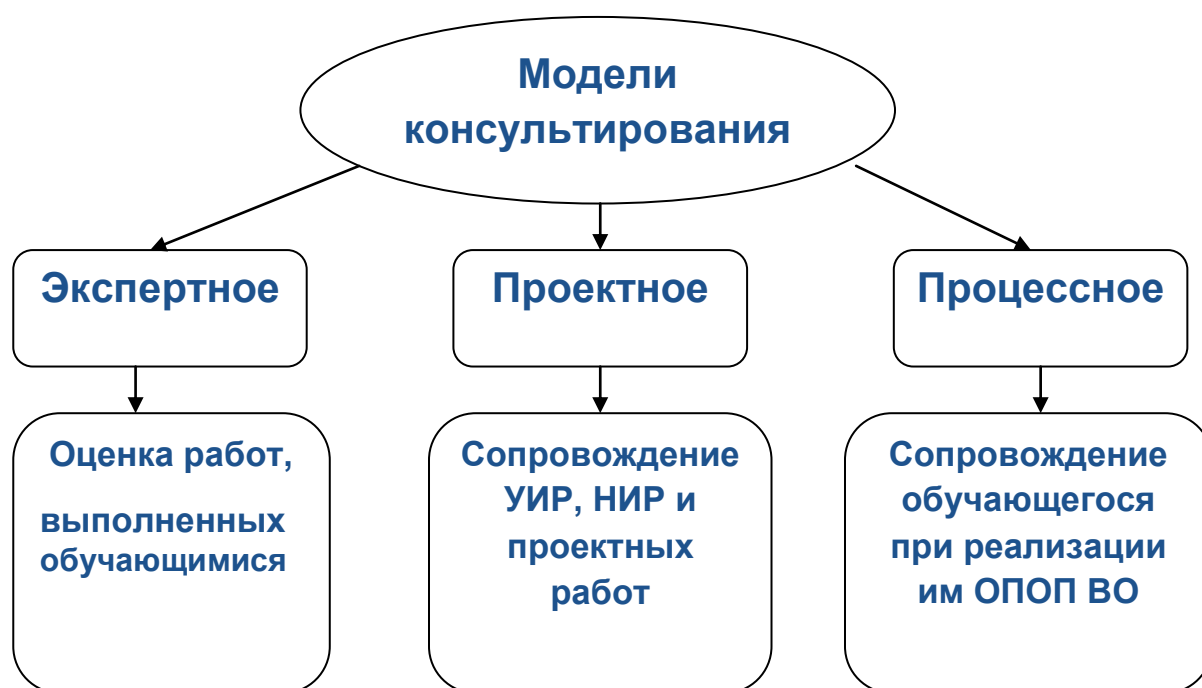 Модели
консультирования
Экспертное
Проектное
Процессное
Оценка работ,
выполненных
обучающимися
Сопровождение
УИР, НИР и
проектных
работ
Сопровождение
обучающегося
при реализации
им ОПОП ВО